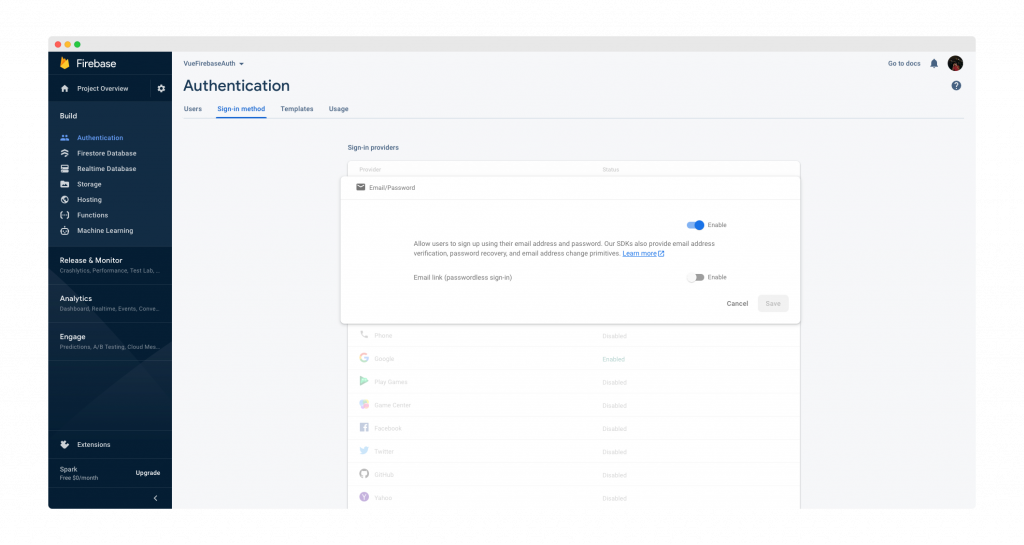 Firebase
Project Overview
Build
Authentication
Firestore Database
Realtime Database
Storage
Hosting
Functions
Machine Learning
Release & Monitor
Crashlytics, Performance, Test Lab, ...
Analytics
Dashboard, Realtime, Events, Conve...
Engage
Predictions, A/B Testing, Cloud Mes...
Extensions
Spark
Free $0/month
Upgrade
VueFirebaseAuth
Go to docs
Authentication
Users Sign-in method Templates Usage
Sign-in providers
Provider Status
Email/Password
Enable
Allow users to sign up using their email address and password. Our SDKs also provide email address
verification, password recovery, and email address change primitives. Learn more
Email link (passwordless sign-in) Enable
Cancel Save
Phone Disabled
Google Enabled
Play Games Disabled
Game Center Disabled
Facebook Disabled
Twitter Disabled
GitHub Disabled
Yahoo Disabled